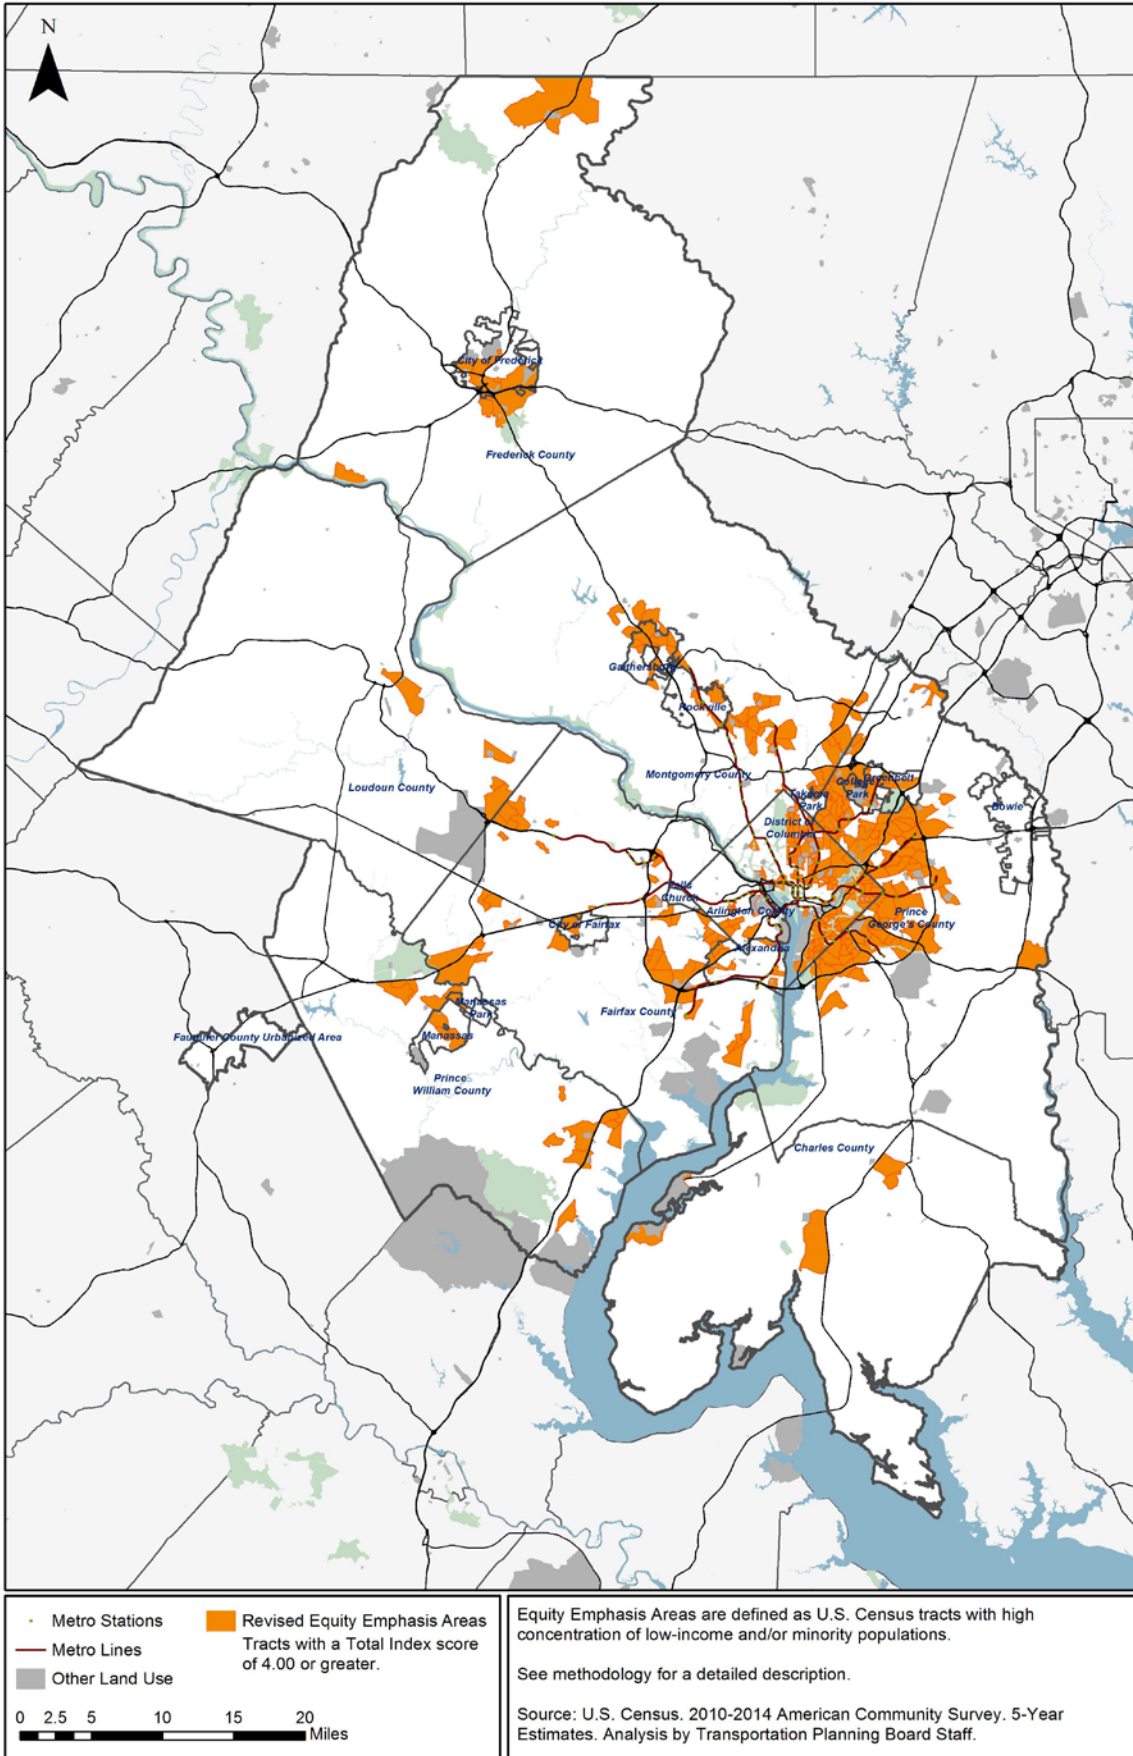 N
City of Frederick
Frederick County
Gaithersburg
Rockville
Montgomery County
Loudoun County
College
Park
Greenbelt
Takoma
Park
Bowie
District of
Columbia
Falls
Church
Arlington County
City of Fairfax
Prince
George's County
Alexandria
Fairfax County
Manassas
Park
Manassas
Fauquier County Urbanized Area
Prince
William County
Charles County
Metro Stations
Metro Lines
Other Land Use
Revised Equity Emphasis Areas
Tracts with a Total Index score
of 4.00 or greater.
0 2.5 5 10 15 20
Miles
Equity Emphasis Areas are defined as U.S. Census tracts with high
concentration of low-income and/or minority populations.
See methodology for a detailed description.
Source: U.S. Census. 2010-2014 American Community Survey. 5-Year
Estimates. Analysis by Transportation Planning Board Staff.